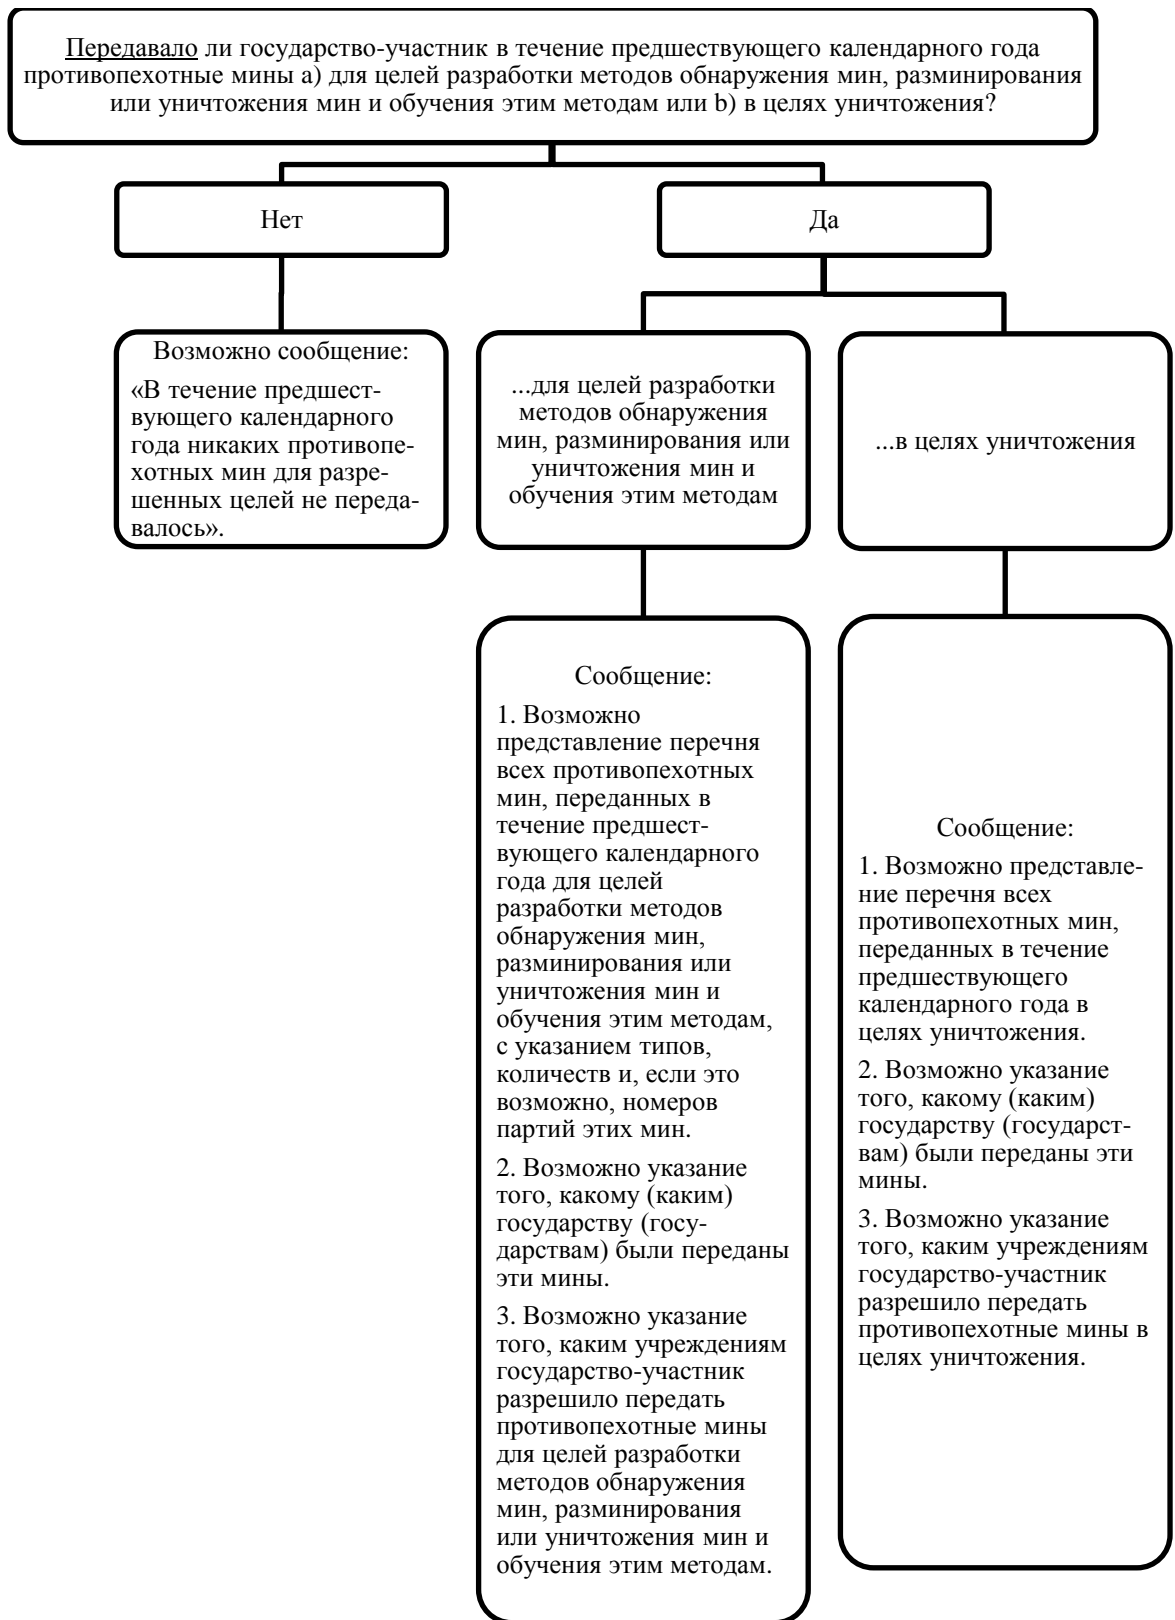 Передавало ли государство-участник в течение предшествующего календарного года
противопехотные мины a) для целей разработки методов обнаружения мин, разминирования
или уничтожения мин и обучения этим методам или b) в целях уничтожения?
Нет
Да
Возможно сообщение:
«В течение предшест-
вующего календарного
года никаких противопе-
хотных мин для разре-
шенных целей не переда-
валось».
...для целей разработки
методов обнаружения
мин, разминирования или
уничтожения мин и
обучения этим методам
...в целях уничтожения
Сообщение:
1. Возможно
представление перечня
всех противопехотных
мин, переданных в
течение предшест-
вующего календарного
года для целей
разработки методов
обнаружения мин,
разминирования или
уничтожения мин и
обучения этим методам,
с указанием типов,
количеств и, если это
возможно, номеров
партий этих мин.
2. Возможно указание
того, какому (каким)
государству (госу-
дарствам) были переданы
эти мины.
3. Возможно указание
того, каким учреждениям
государство-участник
разрешило передать
противопехотные мины
для целей разработки
методов обнаружения
мин, разминирования
или уничтожения мин и
обучения этим методам.
Сообщение:
1. Возможно представле-
ние перечня всех
противопехотных мин,
переданных в течение
предшествующего
календарного года в
целях уничтожения.
2. Возможно указание
того, какому (каким)
государству (государст-
вам) были переданы эти
мины.
3. Возможно указание
того, каким учреждениям
государство-участник
разрешило передать
противопехотные мины в
целях уничтожения.